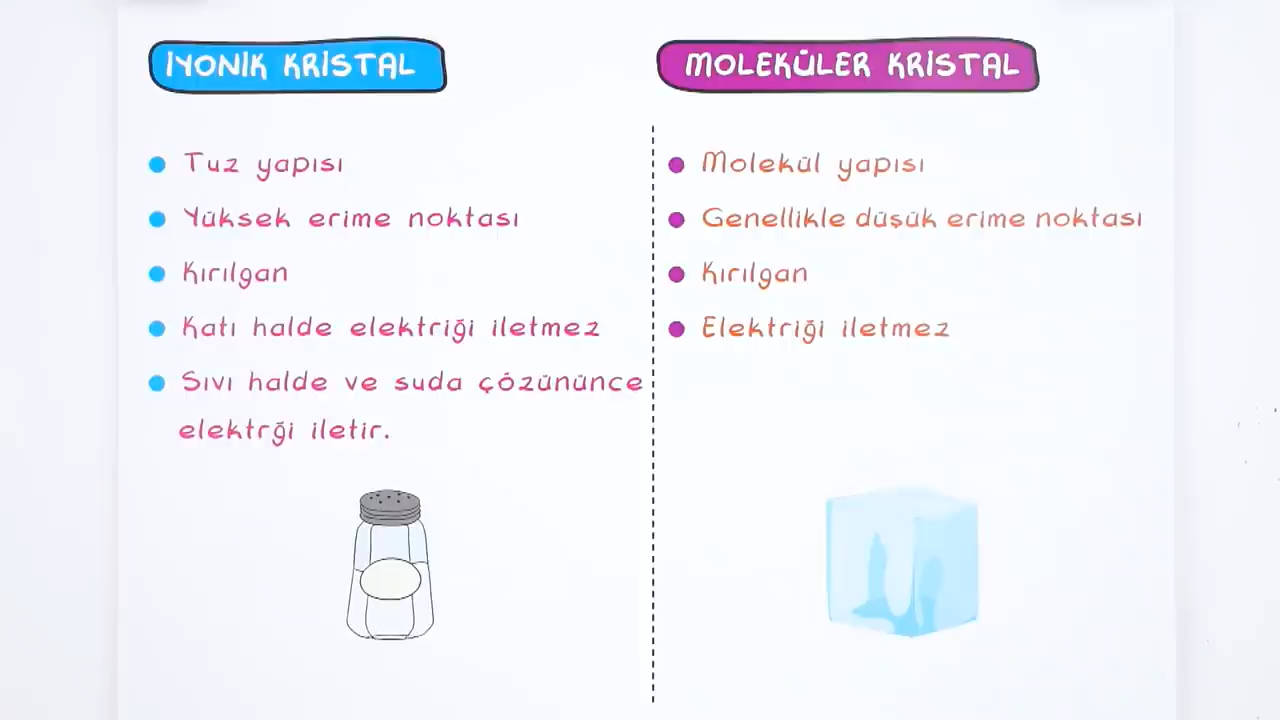 İYONİK KRİSTAL
Tuz yapısı
Yüksek erime noktası
Kırılgan
Katı halde elektriği iletmez
Sıvı halde ve suda çözününce
elektrği iletir.
MOLEKÜLER KRİSTAL
Molekül yapısı
Genellikle düşük erime noktası
Kırılgan
Elektriği iletmez